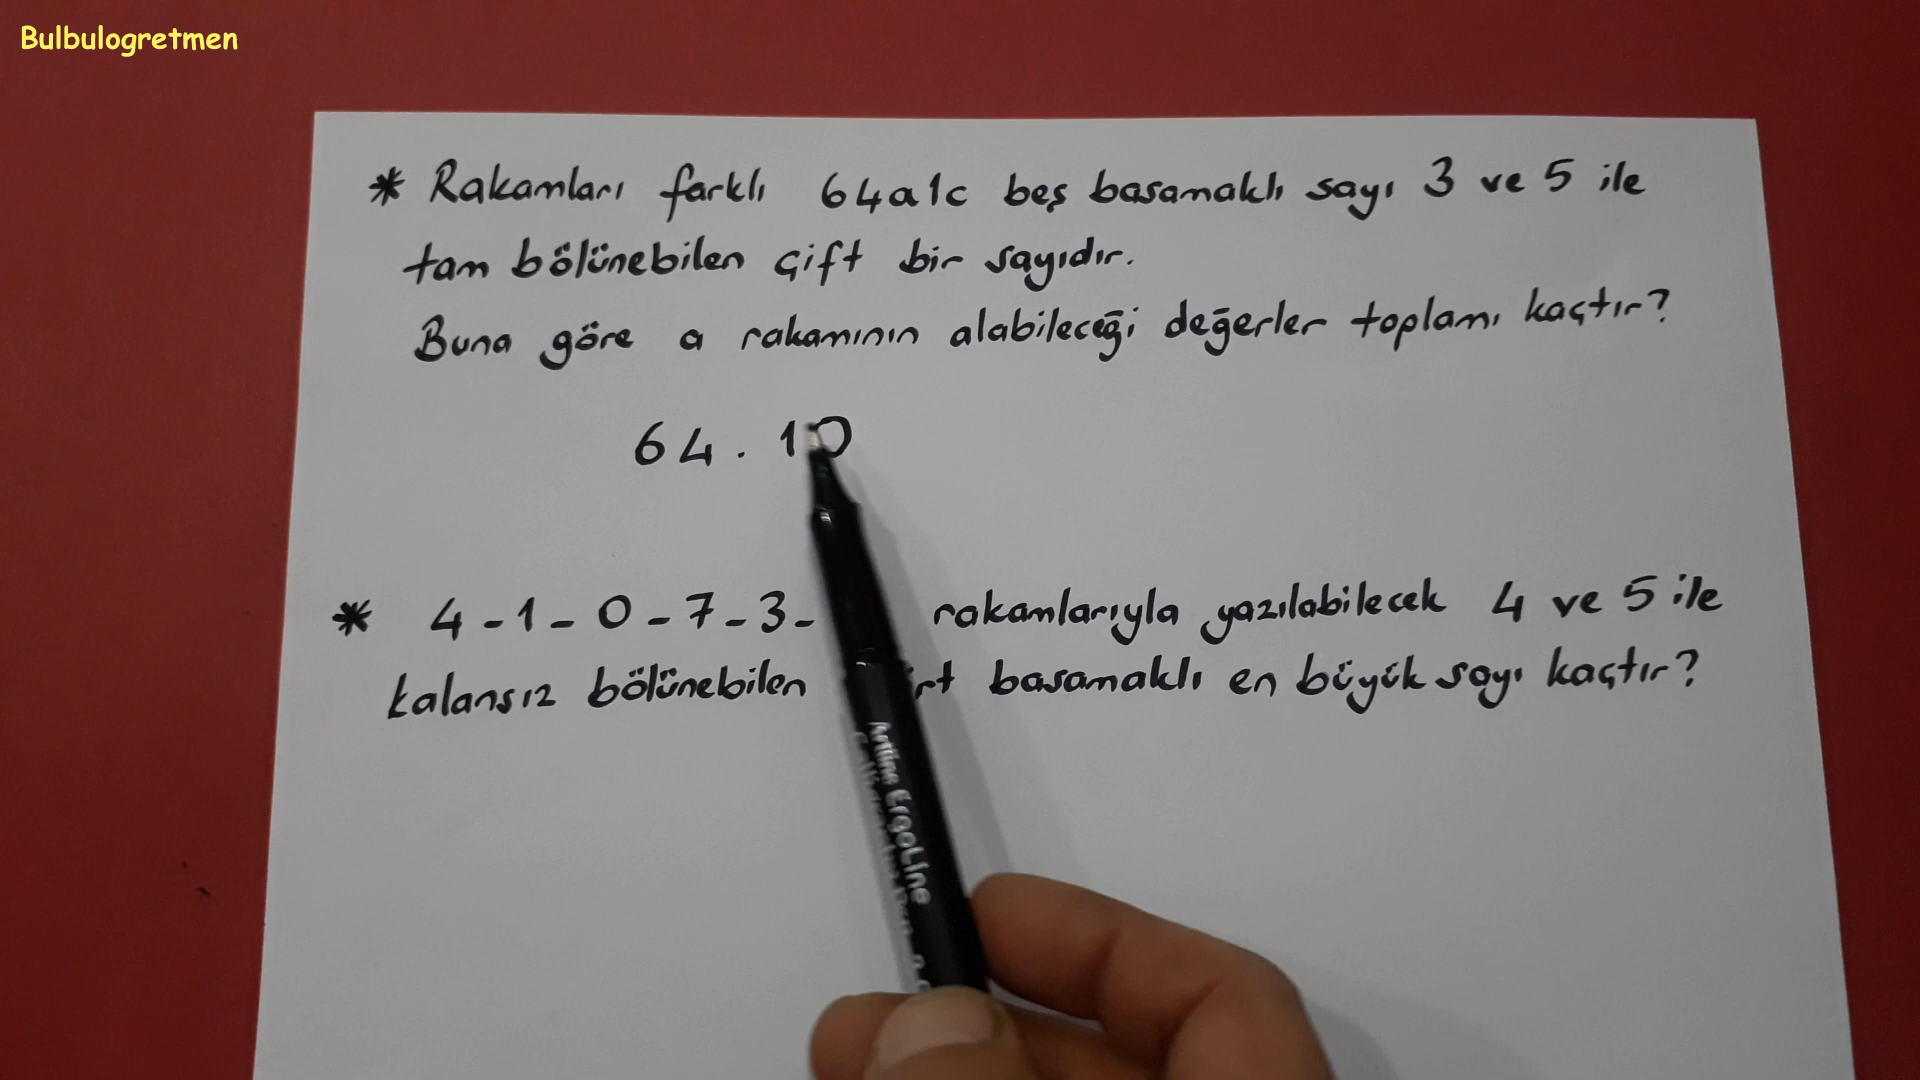 Bulbulogretmen
* Rakamları farklı 64a1c beş basamaklı sayı 3 ve 5 ile
tam bölünebilen çift bir sayıdır.
Buna göre a rakamının alabileceği değerler toplamı kaçtır?
64.10
* 4-1-0-7-3- rakamlarıyla yazılabilecek 4 ve 5 ile
kalansız bölünebilen basamaklı en büyük sayı kaçtır?
Artline ErgoLine